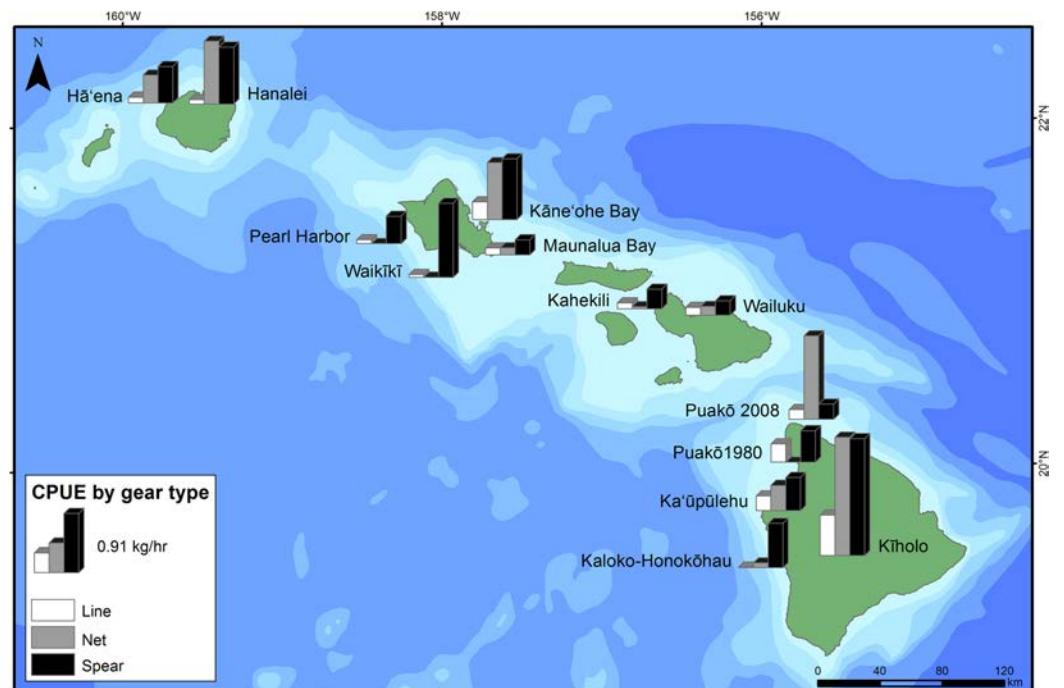 160°W
158°W
156°W
N
Hā‘ena
Hanalei
22°N
Kāne‘ohe Bay
Pearl Harbor
Maunalua Bay
Waikīkī
Kahekili
Wailuku
Puakō 2008
Puakō1980
20°N
Ka‘ūpūlehu
Kīholo
Kaloko-Honokōhau
CPUE by gear type
0.91 kg/hr
Line
Net
Spear
0 40 80 120
km